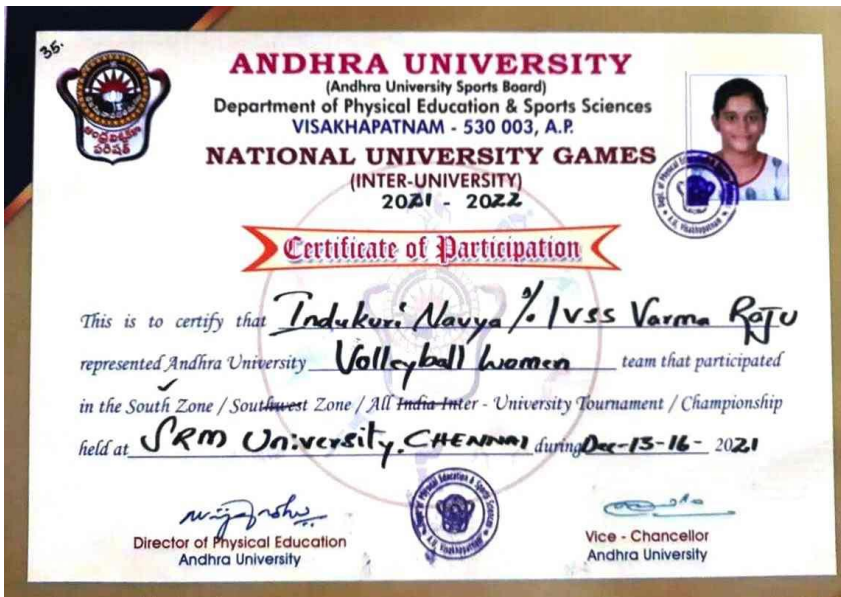 35.
ANDHRA UNIVERSITY
(Andhra University Sports Board)
Department of Physical Education & Sports Sciences
VISAKHAPATNAM - 530 003, A.P.
NATIONAL UNIVERSITY GAMES
(INTER-UNIVERSITY)
2021 - 2022
Certificate of Participation
This is to certify that Indukuri Navya % IVSS Varma Raju
represented Andhra University Volleyball Women team that participated
in the South Zone / Southwest Zone / All India Inter - University Tournament / Championship
held at SRM University, CHENNAI during Dec-13-16- 2021
Director of Physical Education
Andhra University
Vice - Chancellor
Andhra University